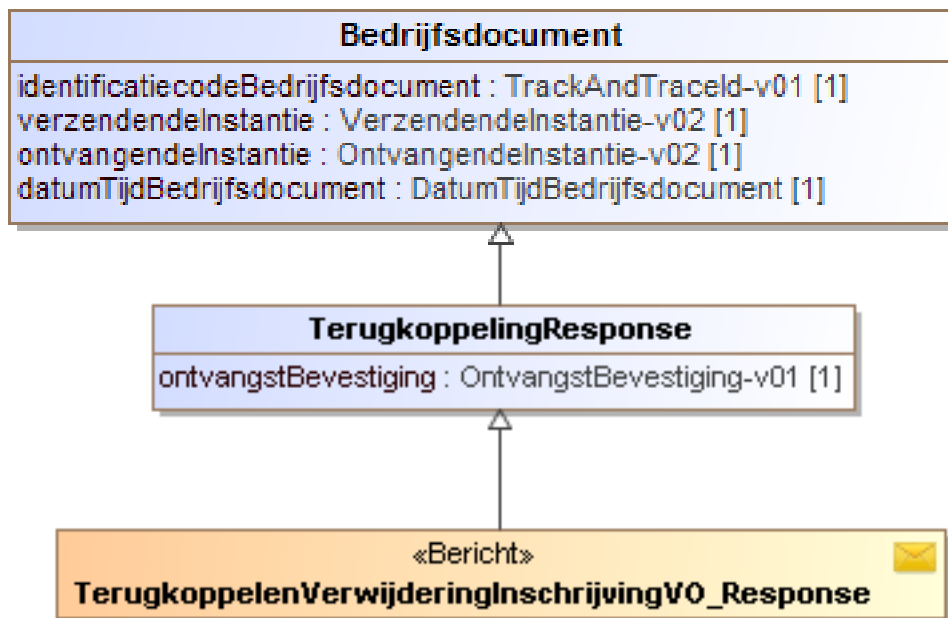 Bedrijfsdocument
identificatiecodeBedrijfsdocument : TrackAndTraceId-v01 [1]
verzendendeInstantie : VerzendendeInstantie-v02 [1]
ontvangendeInstantie : OntvangendeInstantie-v02 [1]
datumTijdBedrijfsdocument : DatumTijdBedrijfsdocument [1]
TerugkoppelingResponse
ontvangstBevestiging : OntvangstBevestiging-v01 [1]
«Bericht»
TerugkoppelenVerwijderingInschrijvingVO_Response